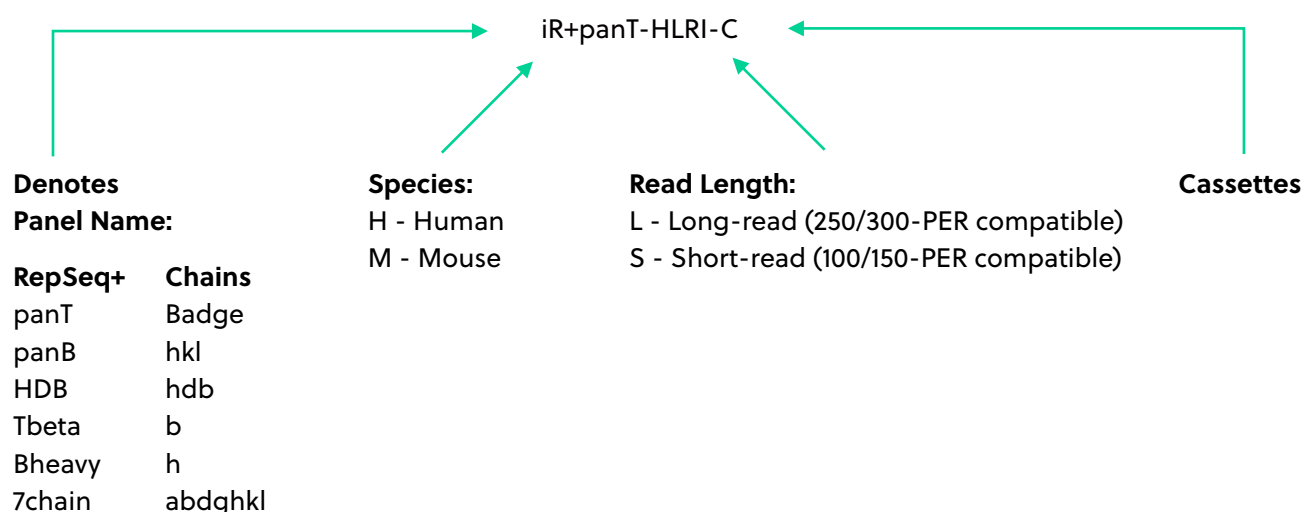 iR+panT-HLRI-C
Denotes
Panel Name:
RepSeq+ Chains
panT Badge
panB hkl
HDB hdb
Tbeta b
Bheavy h
7chain abdghkl
Species:
H - Human
M - Mouse
Read Length:
L - Long-read (250/300-PER compatible)
S - Short-read (100/150-PER compatible)
Cassettes